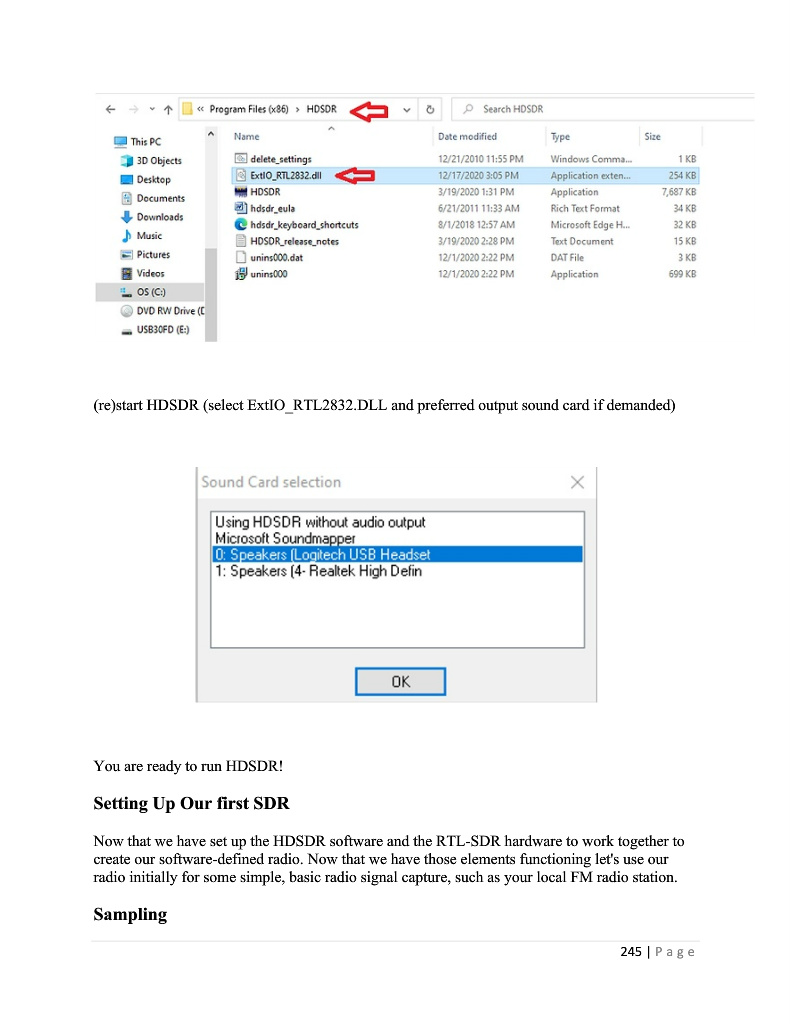 « Program Files (x86) > HDSDR Search HDSDR
Name Date modified Type Size
This PC
3D Objects
Desktop
Documents
Downloads
Music
Pictures
Videos
OS (C:)
DVD RW Drive (D
USB30FD (E:)
delete_settings 12/21/2010 11:55 PM Windows Comma... 1 KB
ExtIO_RTL2832.dll 12/17/2020 3:05 PM Application exten... 254 KB
HDSDR 3/19/2020 1:31 PM Application 7,687 KB
hdsdr_eula 6/21/2011 11:33 AM Rich Text Format 34 KB
hdsdr_keyboard_shortcuts 8/1/2018 12:57 AM Microsoft Edge H... 32 KB
HDSDR_release_notes 3/19/2020 2:28 PM Text Document 15 KB
unins000.dat 12/1/2020 2:22 PM DAT File 3 KB
unins000 12/1/2020 2:22 PM Application 699 KB
(re)start HDSDR (select ExtIO_RTL2832.DLL and preferred output sound card if demanded)
Sound Card selection
Using HDSDR without audio output
Microsoft Soundmapper
0: Speakers (Logitech USB Headset
1: Speakers (4- Realtek High Defin
OK
You are ready to run HDSDR!
Setting Up Our first SDR
Now that we have set up the HDSDR software and the RTL-SDR hardware to work together to
create our software-defined radio. Now that we have those elements functioning let's use our
radio initially for some simple, basic radio signal capture, such as your local FM radio station.
Sampling
245 | P a g e